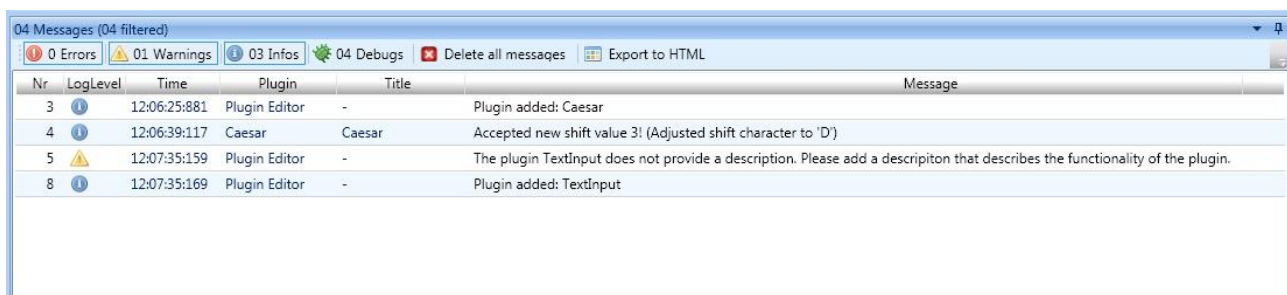 04 Messages (04 filtered)
0 Errors 01 Warnings 03 Infos 04 Debugs Delete all messages Export to HTML
Nr LogLevel Time Plugin Title Message
3 12:06:25:881 Plugin Editor - Plugin added: Caesar
4 12:06:39:117 Caesar Caesar Accepted new shift value 3! (Adjusted shift character to 'D')
5 12:07:35:159 Plugin Editor - The plugin TextInput does not provide a description. Please add a descripiton that describes the functionality of the plugin.
8 12:07:35:169 Plugin Editor - Plugin added: TextInput